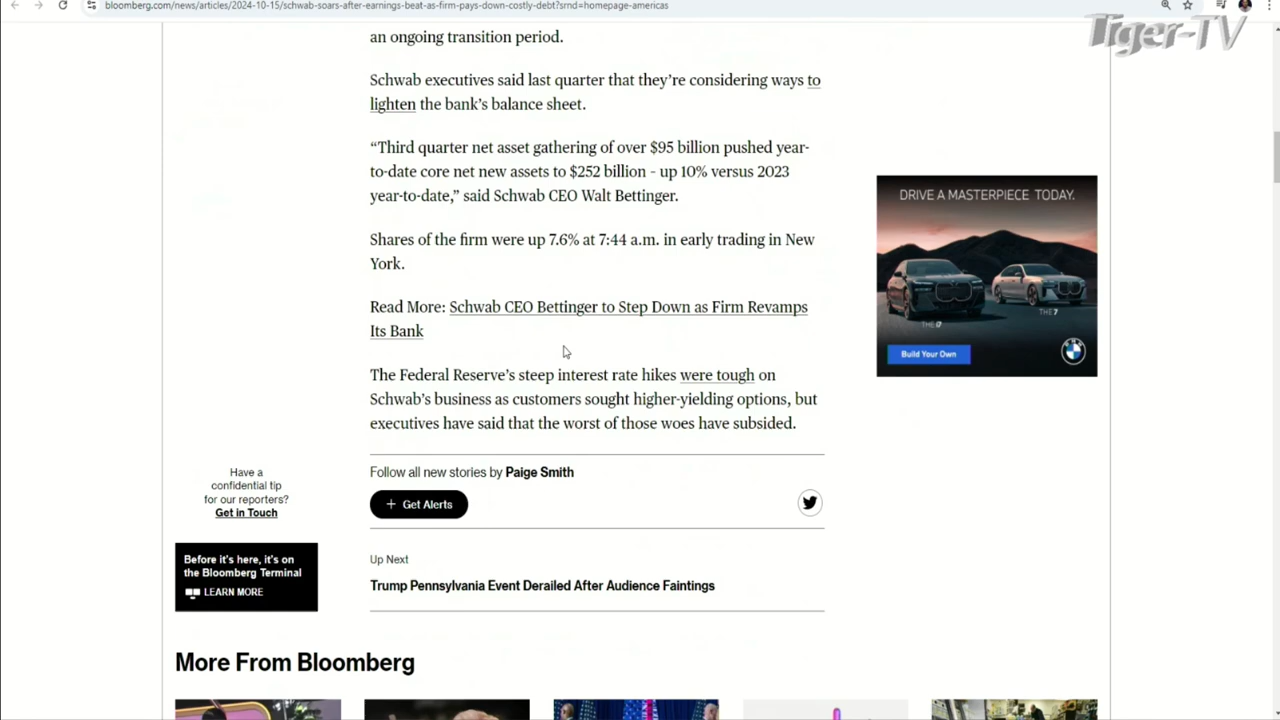 bloomberg.com/news/articles/2024-10-15/schwab-soars-after-earnings-beat-as-firm-pays-down-costly-debt?srnd=homepage-americas
Tiger-TV
an ongoing transition period.
Schwab executives said last quarter that they’re considering ways to
lighten the bank’s balance sheet.
“Third quarter net asset gathering of over $95 billion pushed year-
to-date core net new assets to $252 billion - up 10% versus 2023
year-to-date,” said Schwab CEO Walt Bettinger.
Shares of the firm were up 7.6% at 7:44 a.m. in early trading in New
York.
Read More: Schwab CEO Bettinger to Step Down as Firm Revamps
Its Bank
The Federal Reserve’s steep interest rate hikes were tough on
Schwab’s business as customers sought higher-yielding options, but
executives have said that the worst of those woes have subsided.
DRIVE A MASTERPIECE TODAY.
THE i7
THE 7
Build Your Own
BMW
Have a
confidential tip
for our reporters?
Get in Touch
Before it's here, it's on
the Bloomberg Terminal
LEARN MORE
Follow all new stories by Paige Smith
+ Get Alerts
Up Next
Trump Pennsylvania Event Derailed After Audience Faintings
More From Bloomberg